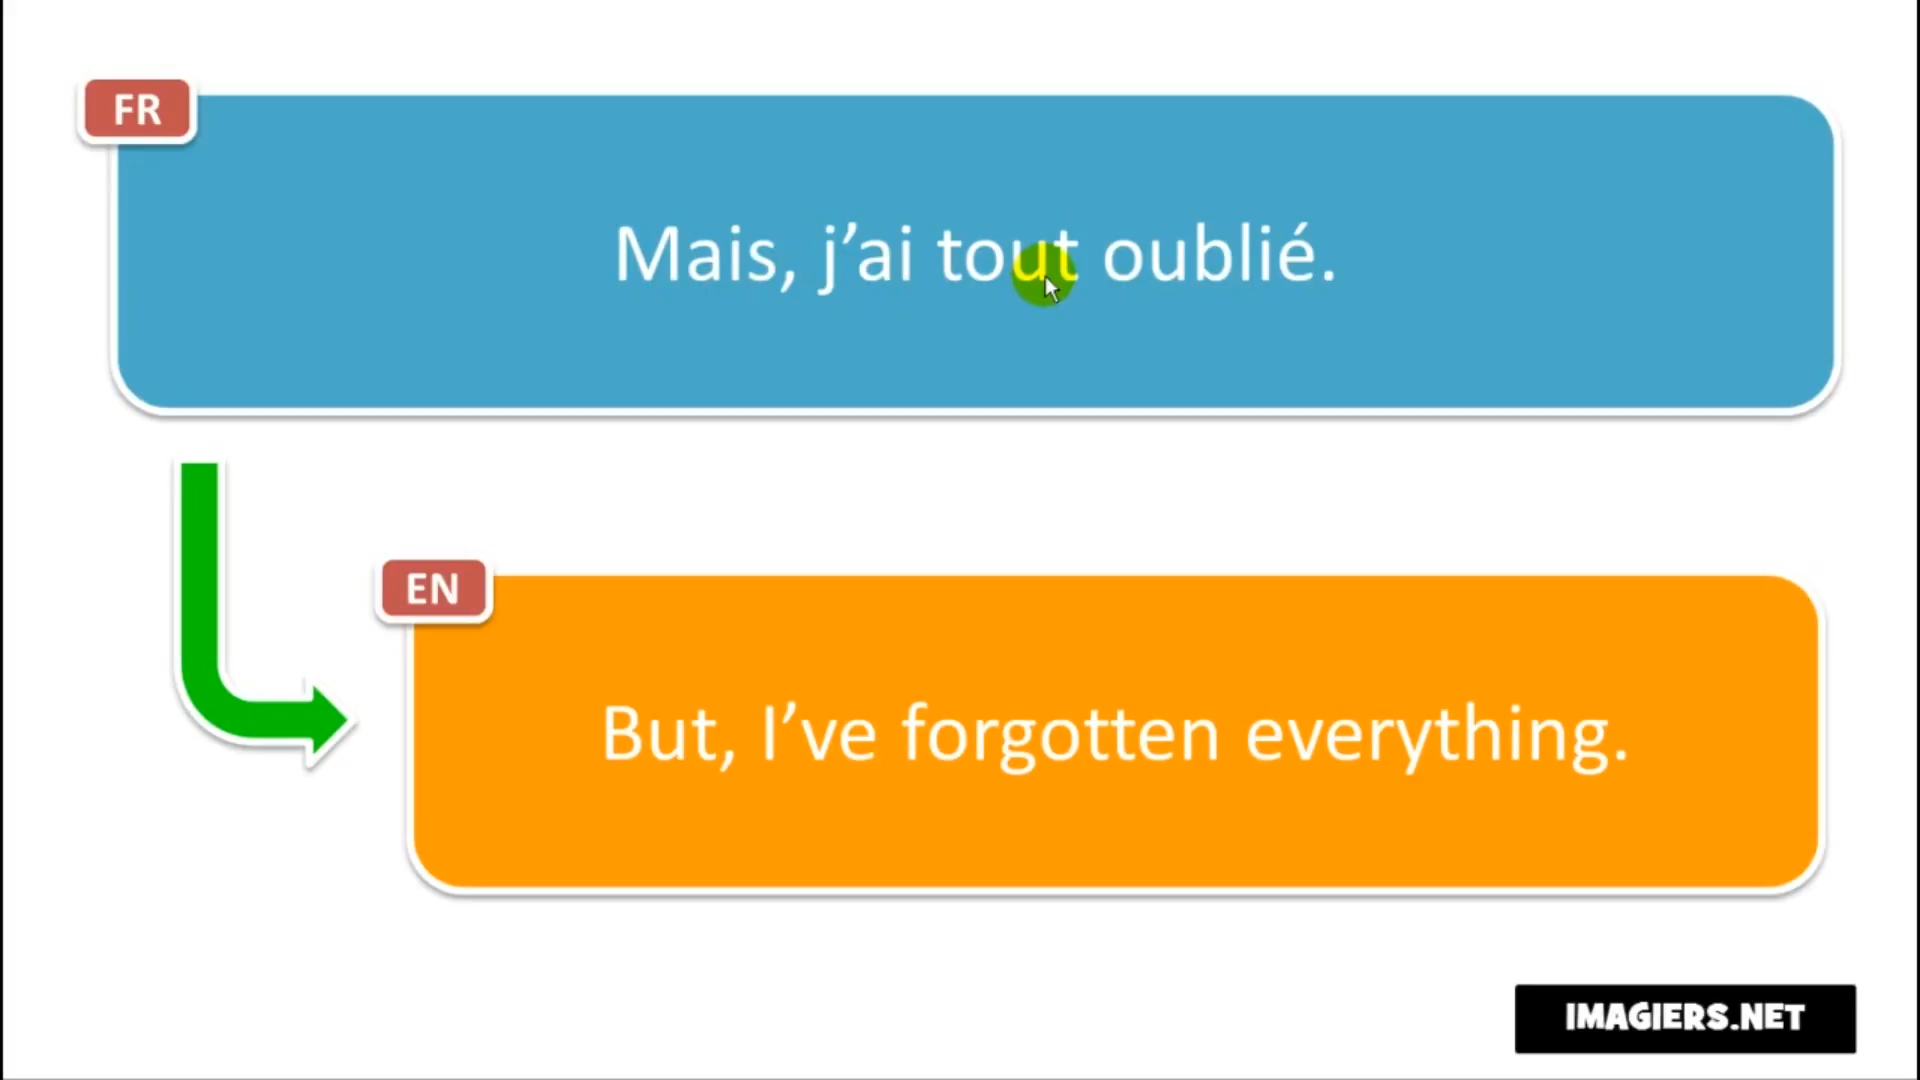 FR
Mais, j’ai tout oublié.
EN
But, I’ve forgotten everything.
IMAGIERS.NET